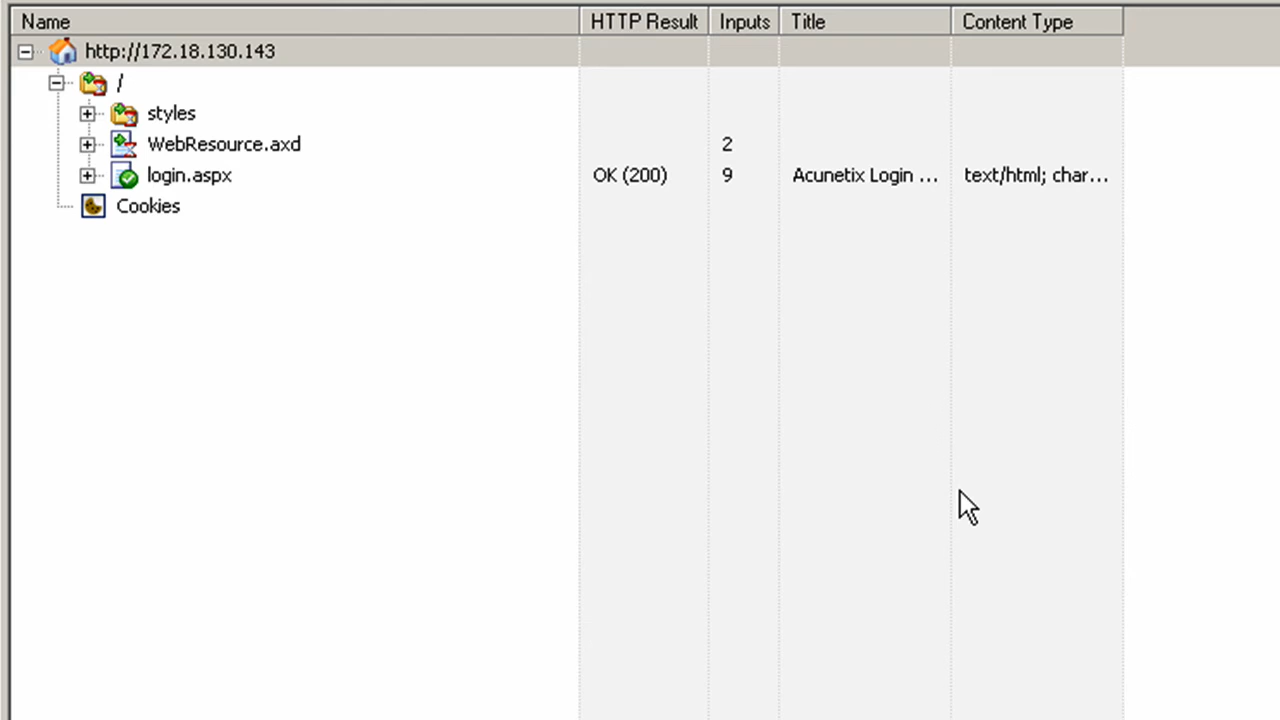 Name HTTP Result Inputs Title Content Type
http://172.18.130.143
/
styles
WebResource.axd 2
login.aspx OK (200) 9 Acunetix Login ... text/html; char...
Cookies